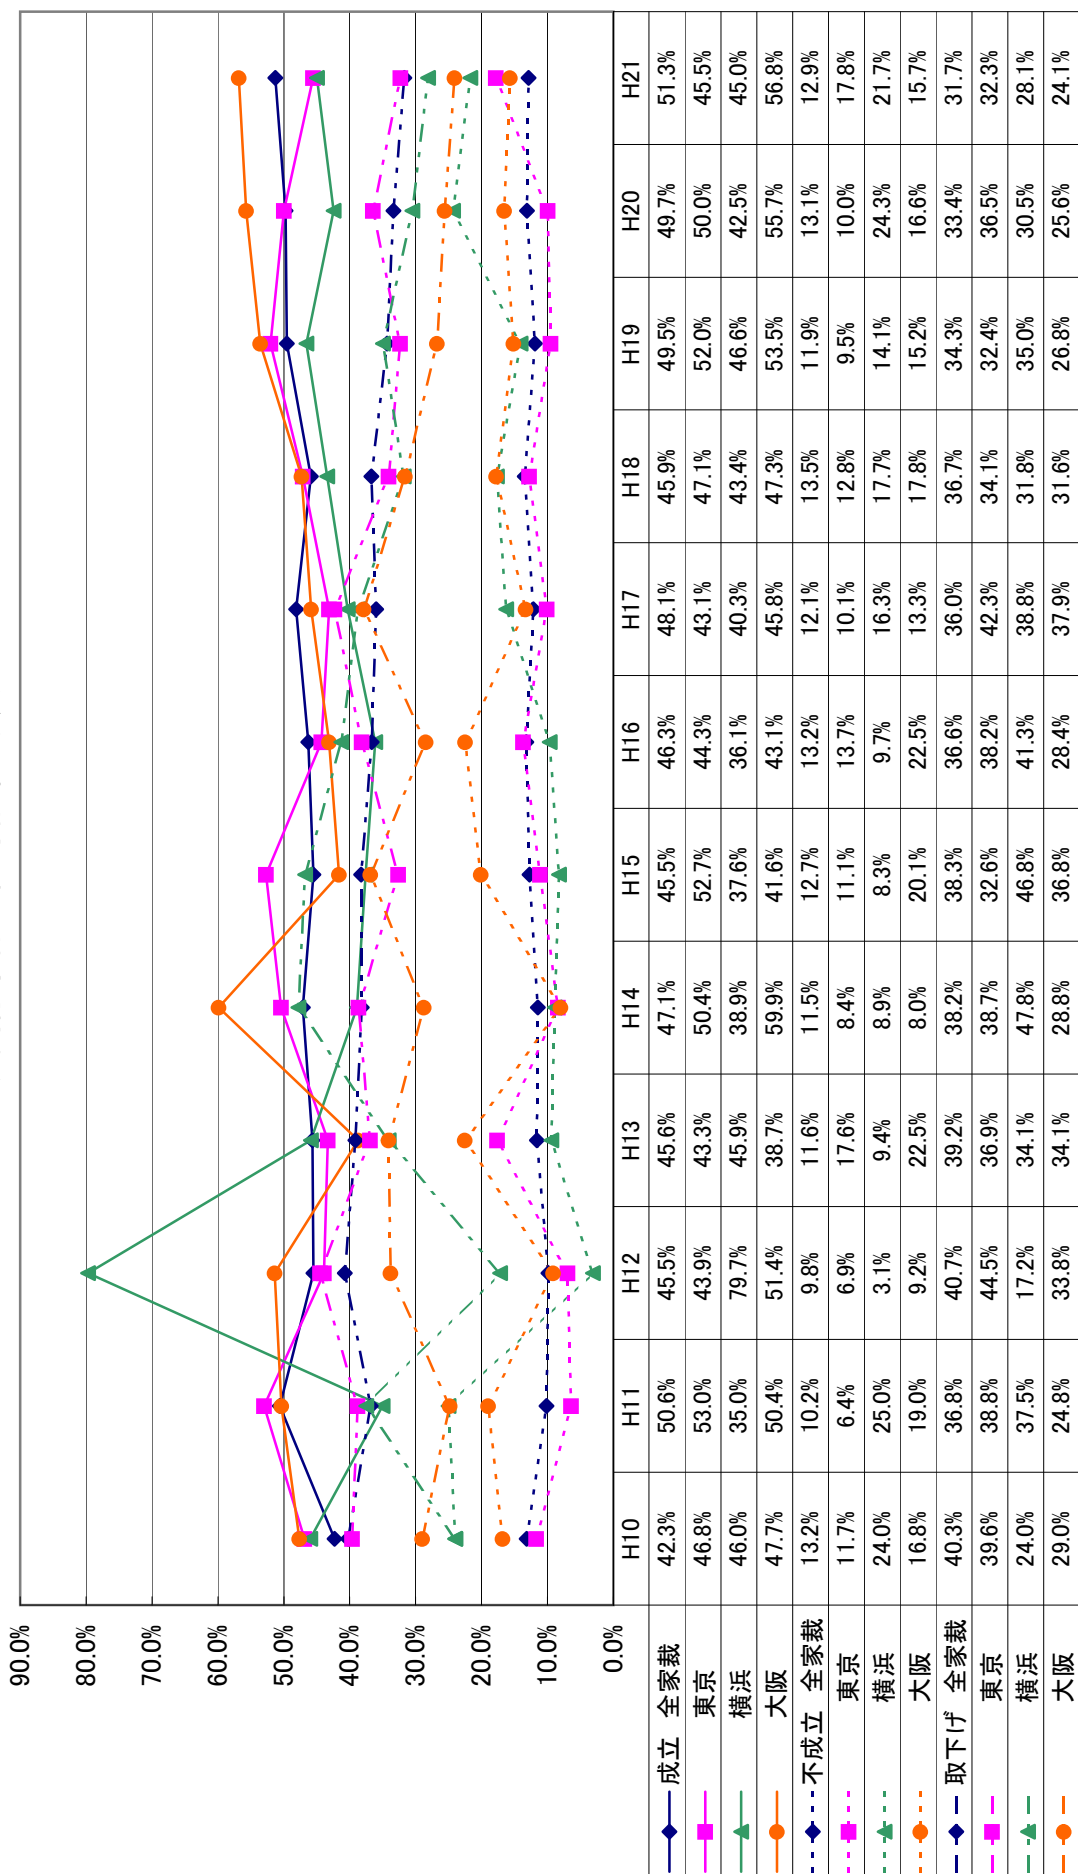 90.0%
80.0%
70.0%
60.0%
50.0%
40.0%
30.0%
20.0%
10.0%
0.0%
H10 H11 H12 H13 H14 H15 H16 H17 H18 H19 H20 H21
成立 全家裁 42.3% 50.6% 45.5% 45.6% 47.1% 45.5% 46.3% 48.1% 45.9% 49.5% 49.7% 51.3%
東京 46.8% 53.0% 43.9% 43.3% 50.4% 52.7% 44.3% 43.1% 47.1% 52.0% 50.0% 45.5%
横浜 46.0% 35.0% 79.7% 45.9% 38.9% 37.6% 36.1% 40.3% 43.4% 46.6% 42.5% 45.0%
大阪 47.7% 50.4% 51.4% 38.7% 59.9% 41.6% 43.1% 45.8% 47.3% 53.5% 55.7% 56.8%
不成立 全家裁 13.2% 10.2% 9.8% 11.6% 11.5% 12.7% 13.2% 12.1% 13.5% 11.9% 13.1% 12.9%
東京 11.7% 6.4% 6.9% 17.6% 8.4% 11.1% 13.7% 10.1% 12.8% 9.5% 10.0% 17.8%
横浜 24.0% 25.0% 3.1% 9.4% 8.9% 8.3% 9.7% 16.3% 17.7% 14.1% 24.3% 21.7%
大阪 16.8% 19.0% 9.2% 22.5% 8.0% 20.1% 22.5% 13.3% 17.8% 15.2% 16.6% 15.7%
取下げ 全家裁 40.3% 36.8% 40.7% 39.2% 38.2% 38.3% 36.6% 36.0% 36.7% 34.3% 33.4% 31.7%
東京 39.6% 38.8% 44.5% 36.9% 38.7% 32.6% 38.2% 42.3% 34.1% 32.4% 36.5% 32.3%
横浜 24.0% 37.5% 17.2% 34.1% 47.8% 46.8% 41.3% 38.8% 31.8% 35.0% 30.5% 28.1%
大阪 29.0% 24.8% 33.8% 34.1% 28.8% 36.8% 28.4% 37.9% 31.6% 26.8% 25.6% 24.1%